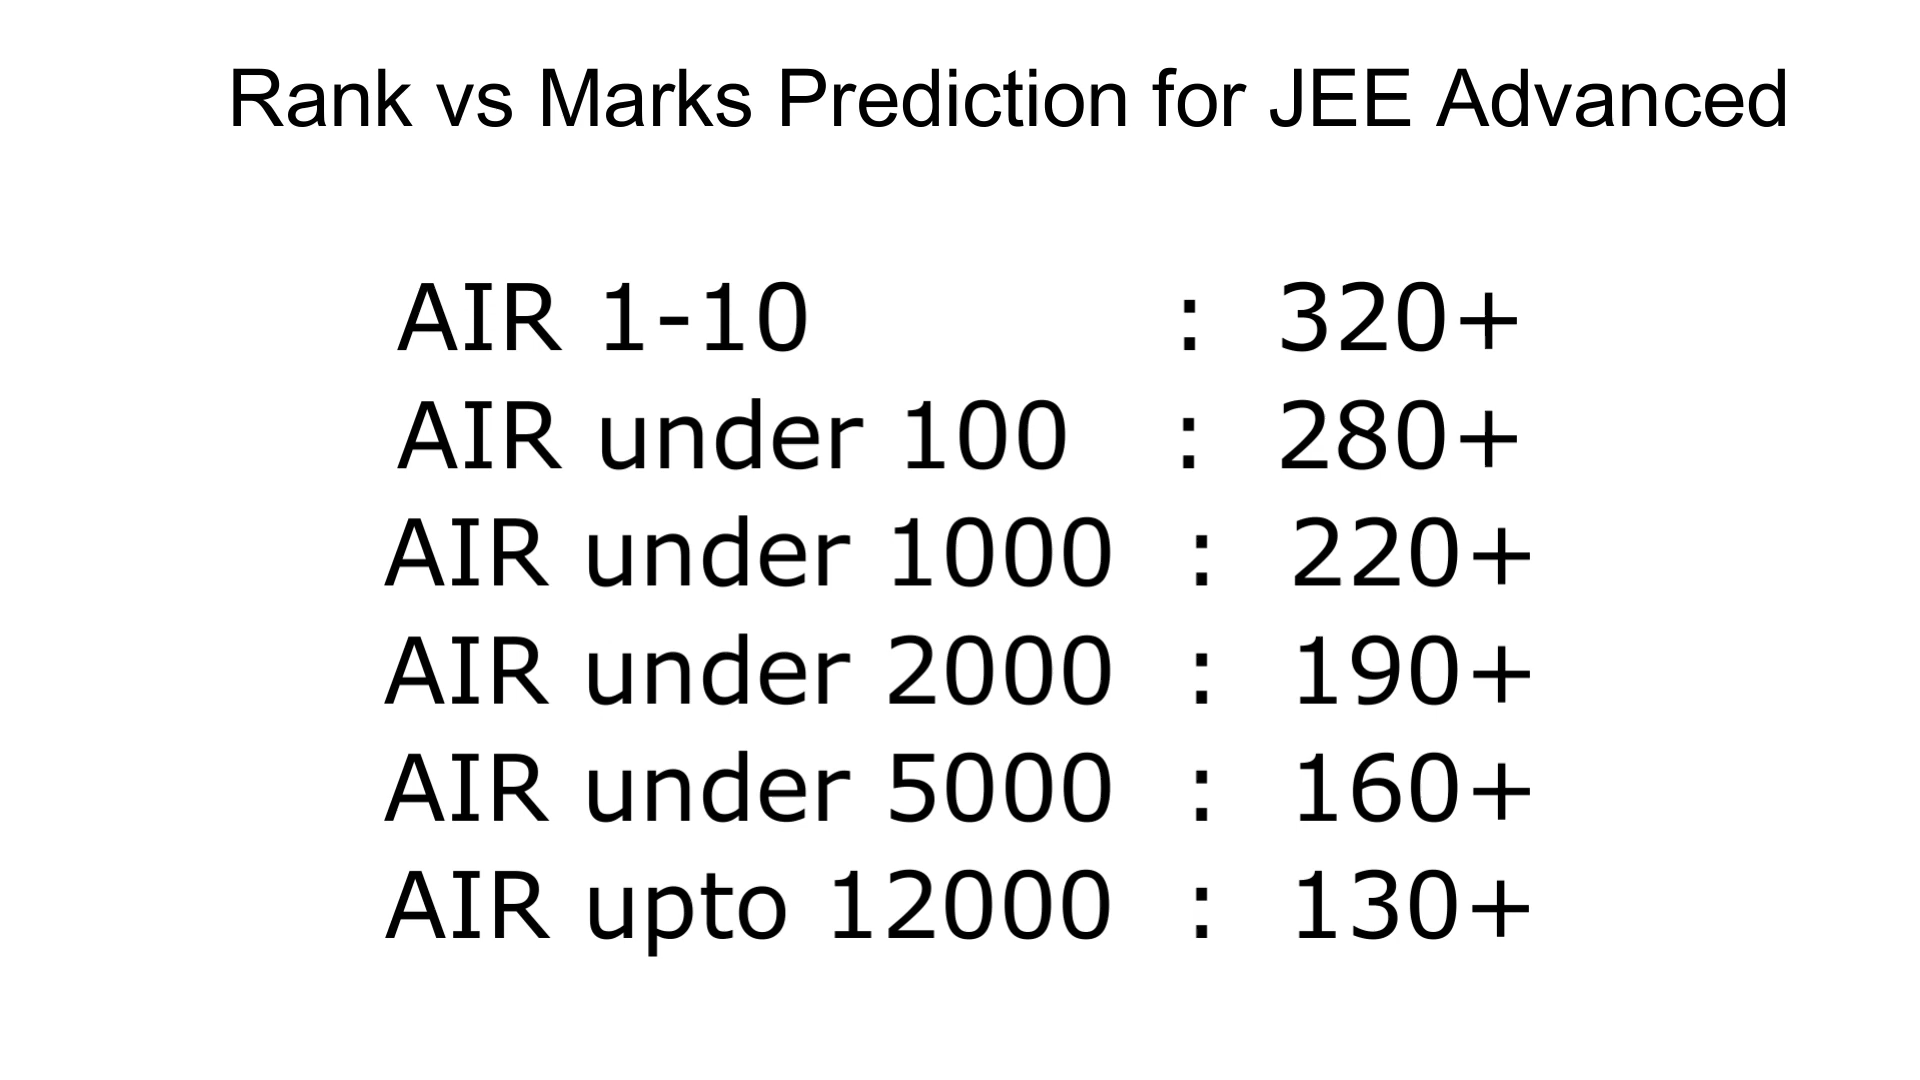 Rank vs Marks Prediction for JEE Advanced
AIR 1-10 : 320+
AIR under 100 : 280+
AIR under 1000 : 220+
AIR under 2000 : 190+
AIR under 5000 : 160+
AIR upto 12000 : 130+